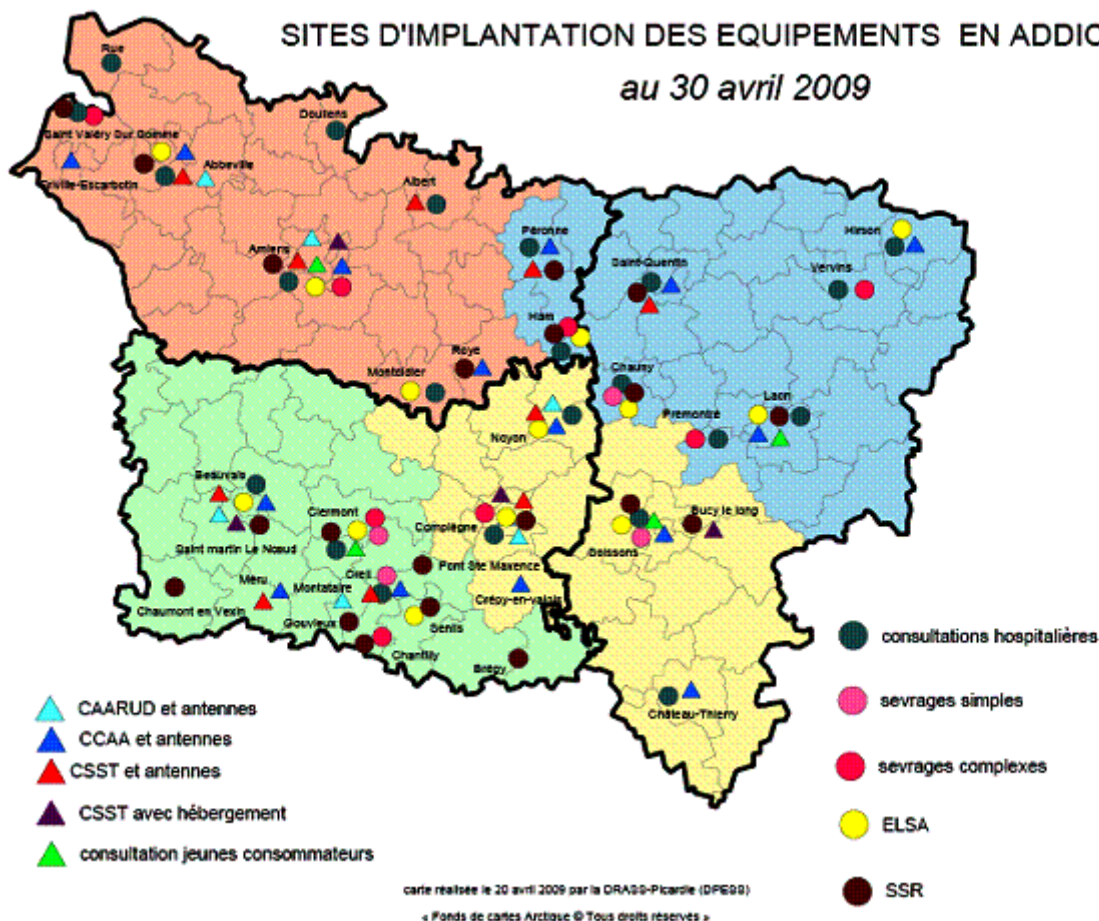 SITES D'IMPLANTATION DES EQUIPEMENTS EN ADDIC
au 30 avril 2009
Rue
Doullens
Saint Valéry Sur Somme
Abbeville
Friville-Escarbotin
Albert
Amiens
Péronne
Hirson
Saint-Quentin
Vervins
Ham
Roye
Montdidier
Chauny
Laon
Premontré
Noyon
Beauvais
Clermont
Compiègne
Bucy le long
Soissons
Saint martin Le Nœud
Creil
Pont Ste Maxence
Méru
Montataire
Crépy-en-valois
Chaumont en Vexin
Gouvieux
Senlis
Chantilly
Brégy
Château-Thierry
CAARUD et antennes
CCAA et antennes
CSST et antennes
CSST avec hébergement
consultation jeunes consommateurs
consultations hospitalières
sevrages simples
sevrages complexes
ELSA
SSR
carte réalisée le 20 avril 2009 par la DRASS-Picardie (DPESS)
« Fonds de cartes Arctique © Tous droits réservés »